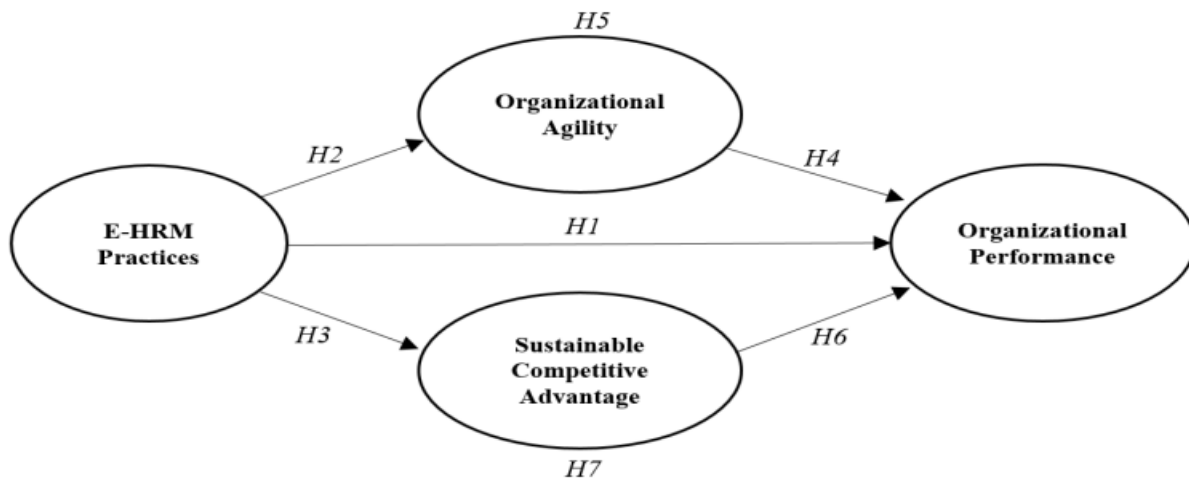 H5
Organizational
Agility
H2
H4
E-HRM
Practices
H1
Organizational
Performance
H3
Sustainable
Competitive
Advantage
H6
H7